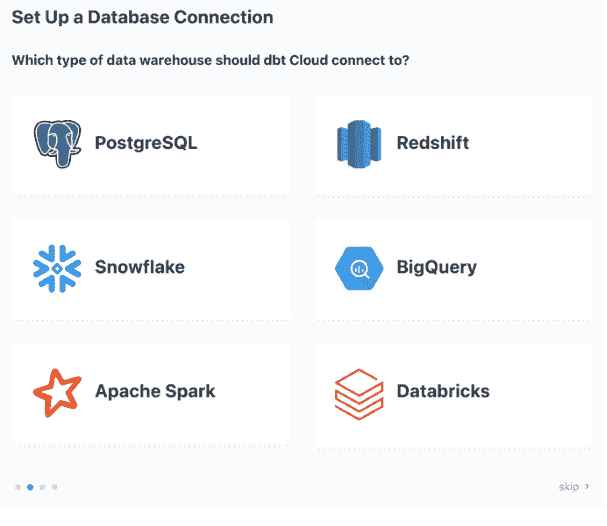 Set Up a Database Connection
Which type of data warehouse should dbt Cloud connect to?
PostgreSQL
Redshift
Snowflake
BigQuery
Apache Spark
Databricks
skip >